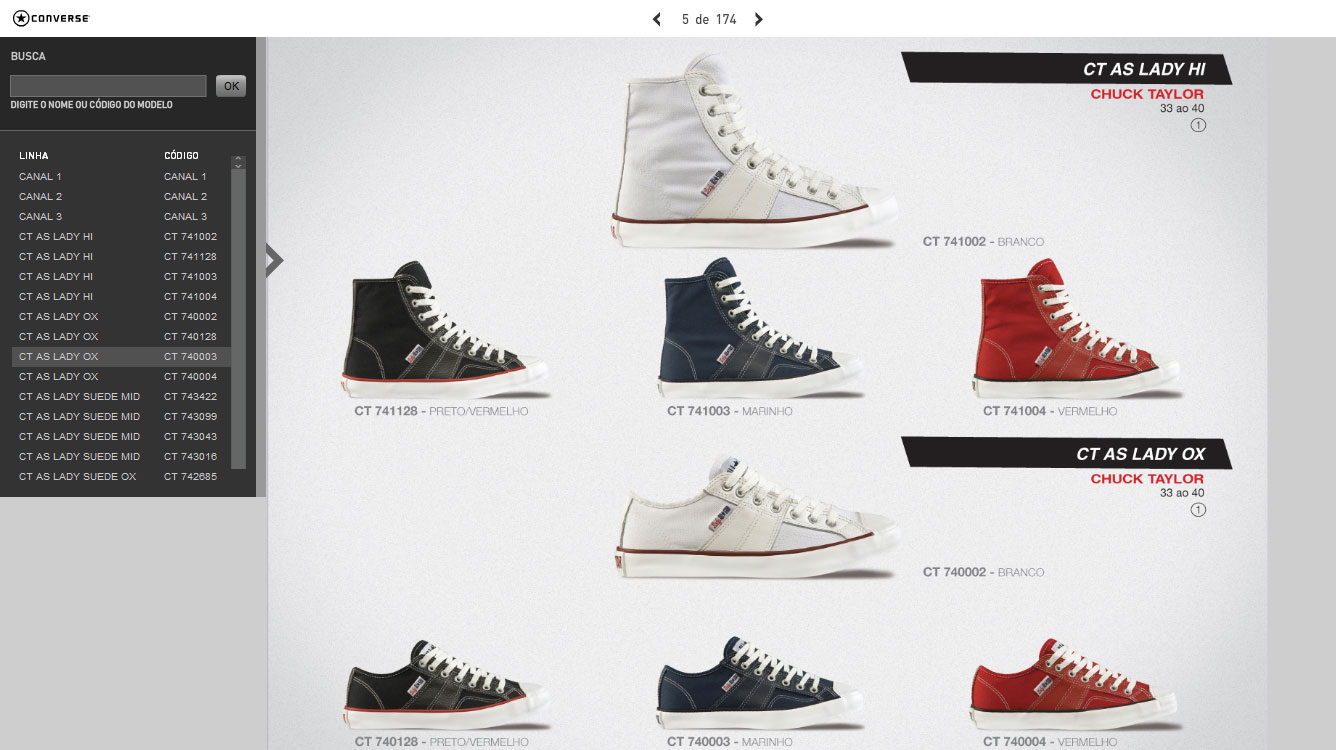 CONVERSE
5 de 174
BUSCA
OK
DIGITE O NOME OU CÓDIGO DO MODELO
LINHA CÓDIGO
CANAL 1 CANAL 1
CANAL 2 CANAL 2
CANAL 3 CANAL 3
CT AS LADY HI CT 741002
CT AS LADY HI CT 741128
CT AS LADY HI CT 741003
CT AS LADY HI CT 741004
CT AS LADY OX CT 740002
CT AS LADY OX CT 740128
CT AS LADY OX CT 740003
CT AS LADY OX CT 740004
CT AS LADY SUEDE MID CT 743422
CT AS LADY SUEDE MID CT 743099
CT AS LADY SUEDE MID CT 743043
CT AS LADY SUEDE MID CT 743016
CT AS LADY SUEDE OX CT 742685
CT AS LADY HI
CHUCK TAYLOR
33 ao 40
1
CT 741002 - BRANCO
CT 741128 - PRETO/VERMELHO
CT 741003 - MARINHO
CT 741004 - VERMELHO
CT AS LADY OX
CHUCK TAYLOR
33 ao 40
1
CT 740002 - BRANCO
CT 740128 - PRETO/VERMELHO
CT 740003 - MARINHO
CT 740004 - VERMELHO